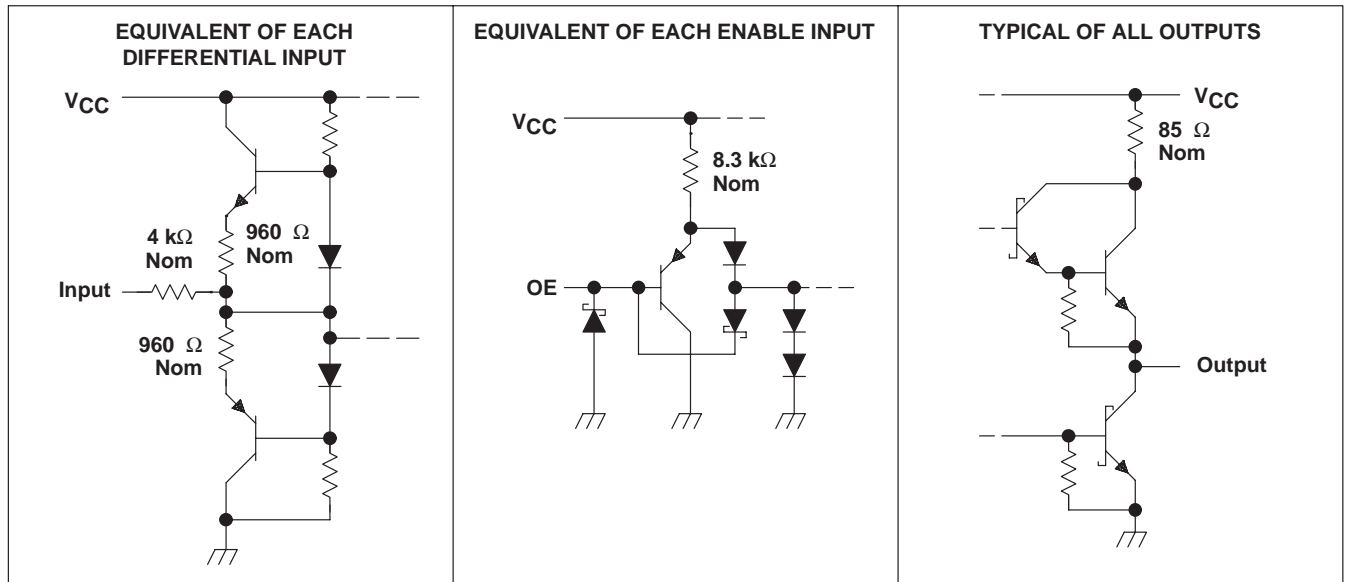 EQUIVALENT OF EACH
DIFFERENTIAL INPUT
VCC
4 kΩ
Nom
960 Ω
Nom
Input
960 Ω
Nom
EQUIVALENT OF EACH ENABLE INPUT
VCC
8.3 kΩ
Nom
OE
TYPICAL OF ALL OUTPUTS
VCC
85 Ω
Nom
Output